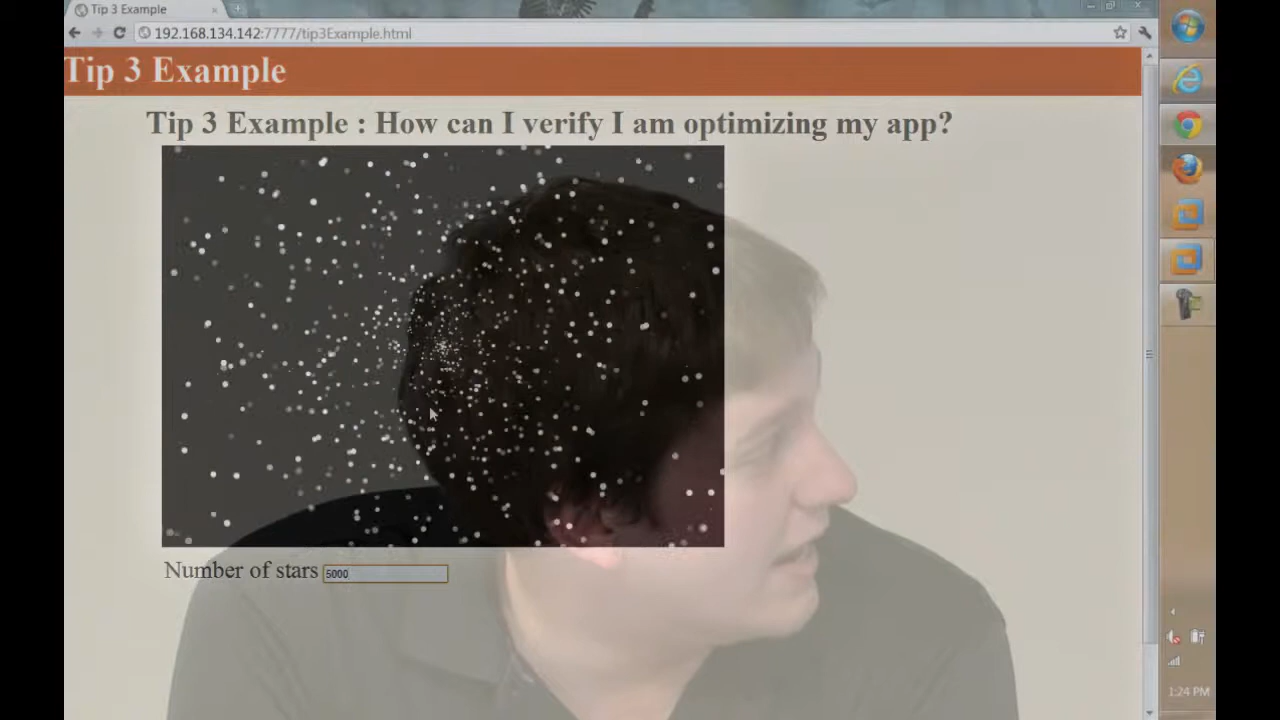 Tip 3 Example
192.168.134.142:7777/tip3Example.html
Tip 3 Example
Tip 3 Example : How can I verify I am optimizing my app?
Number of stars 5000
1:24 PM